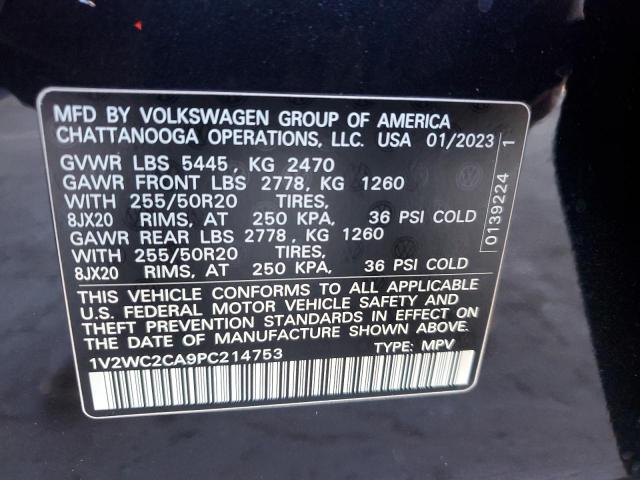 MFD BY VOLKSWAGEN GROUP OF AMERICA
CHATTANOOGA OPERATIONS, LLC. USA 01/2023
GVWR LBS 5445, KG 2470
GAWR FRONT LBS 2778, KG 1260
WITH 255/50R20 TIRES,
8JX20 RIMS, AT 250 KPA, 36 PSI COLD
GAWR REAR LBS 2778, KG 1260
WITH 255/50R20 TIRES,
8JX20 RIMS, AT 250 KPA, 36 PSI COLD
THIS VEHICLE CONFORMS TO ALL APPLICABLE
U.S. FEDERAL MOTOR VEHICLE SAFETY AND
THEFT PREVENTION STANDARDS IN EFFECT ON
THE DATE OF MANUFACTURE SHOWN ABOVE.
1V2WC2CA9PC214753 TYPE: MPV
0139224 1